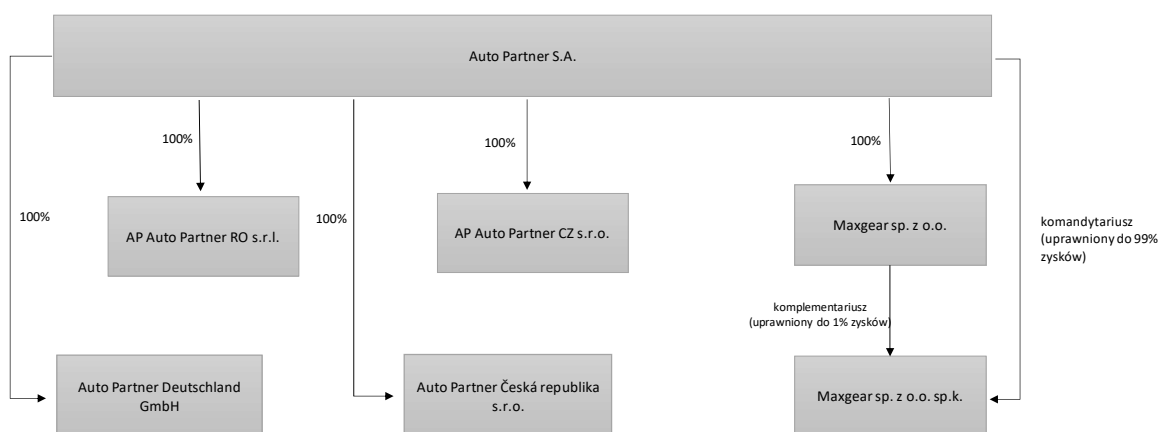 Auto Partner S.A.
100%
100%
100%
100%
100%
AP Auto Partner RO s.r.l.
AP Auto Partner CZ s.r.o.
Maxgear sp. z o.o.
komandytariusz
(uprawniony do 99%
zysków)
komplementariusz
(uprawniony do 1% zysków)
Auto Partner Deutschland
GmbH
Auto Partner Česká republika
s.r.o.
Maxgear sp. z o.o. sp.k.